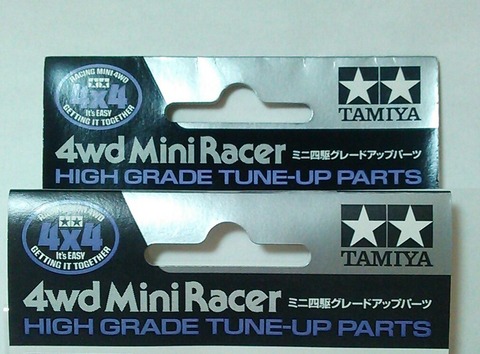 RACING MINI 4WD
4x4
It's EASY
GETTING IT TOGETHER
TAMIYA
4wd Mini Racer ミニ四駆グレードアップパーツ
HIGH GRADE TUNE-UP PARTS
RACING MINI 4WD
4x4
It's EASY
GETTING IT TOGETHER
TAMIYA
4wd Mini Racer ミニ四駆グレードアップパーツ
HIGH GRADE TUNE-UP PARTS